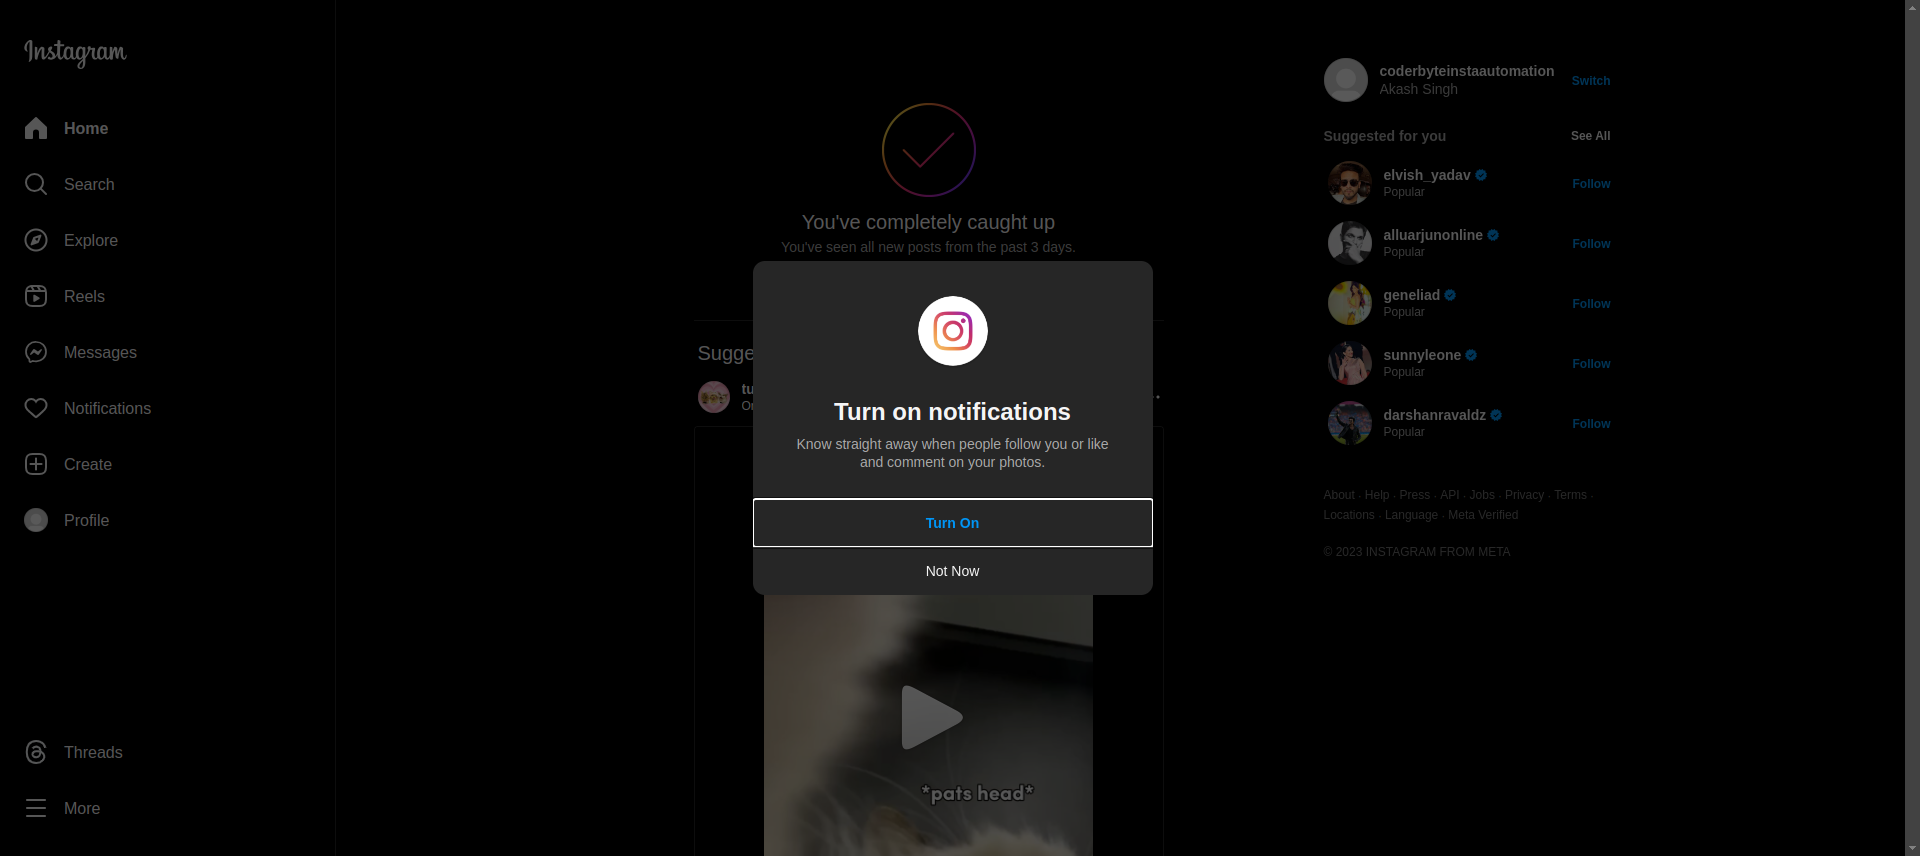 Instagram
Home
Search
Explore
Reels
Messages
Notifications
Create
Profile
Threads
More
You've completely caught up
You've seen all new posts from the past 3 days.
Turn on notifications
Know straight away when people follow you or like
and comment on your photos.
Turn On
Not Now
*pats head*
coderbyteinstaautomation
Akash Singh
Switch
Suggested for you
See All
elvish_yadav
Popular
Follow
alluarjunonline
Popular
Follow
geneliad
Popular
Follow
sunnyleone
Popular
Follow
darshanravaldz
Popular
Follow
About · Help · Press · API · Jobs · Privacy · Terms ·
Locations · Language · Meta Verified
© 2023 INSTAGRAM FROM META